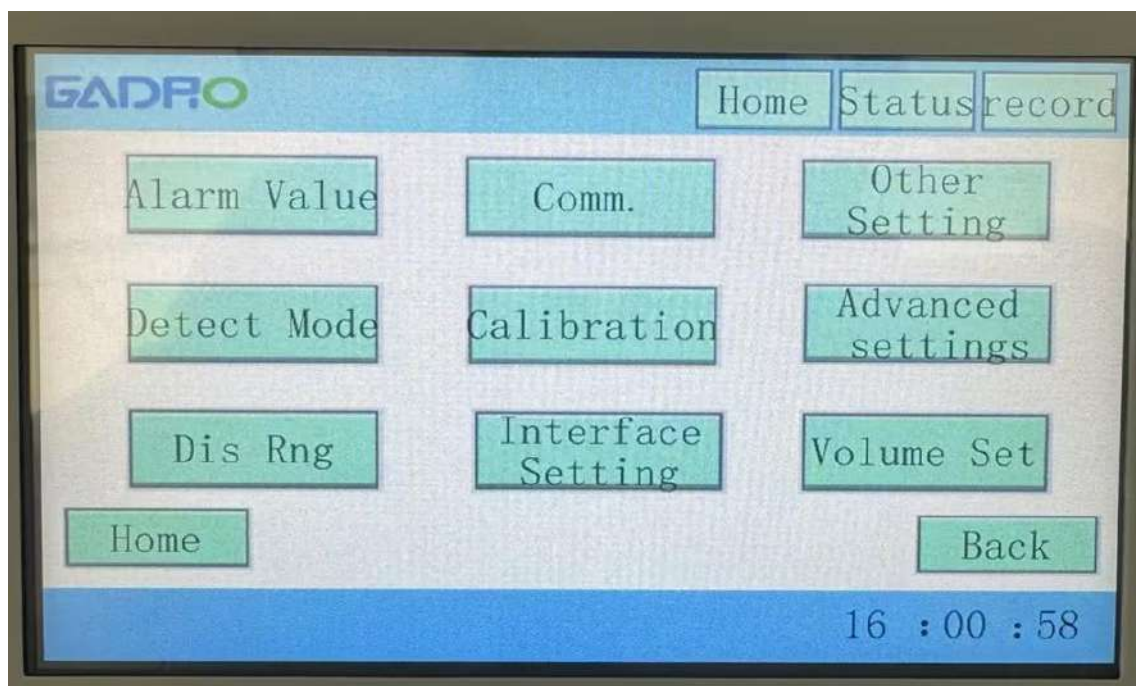 GADRO
Home Status record
Alarm Value
Comm.
Other
Setting
Detect Mode
Calibration
Advanced
settings
Dis Rng
Interface
Setting
Volume Set
Home
Back
16 :00 :58